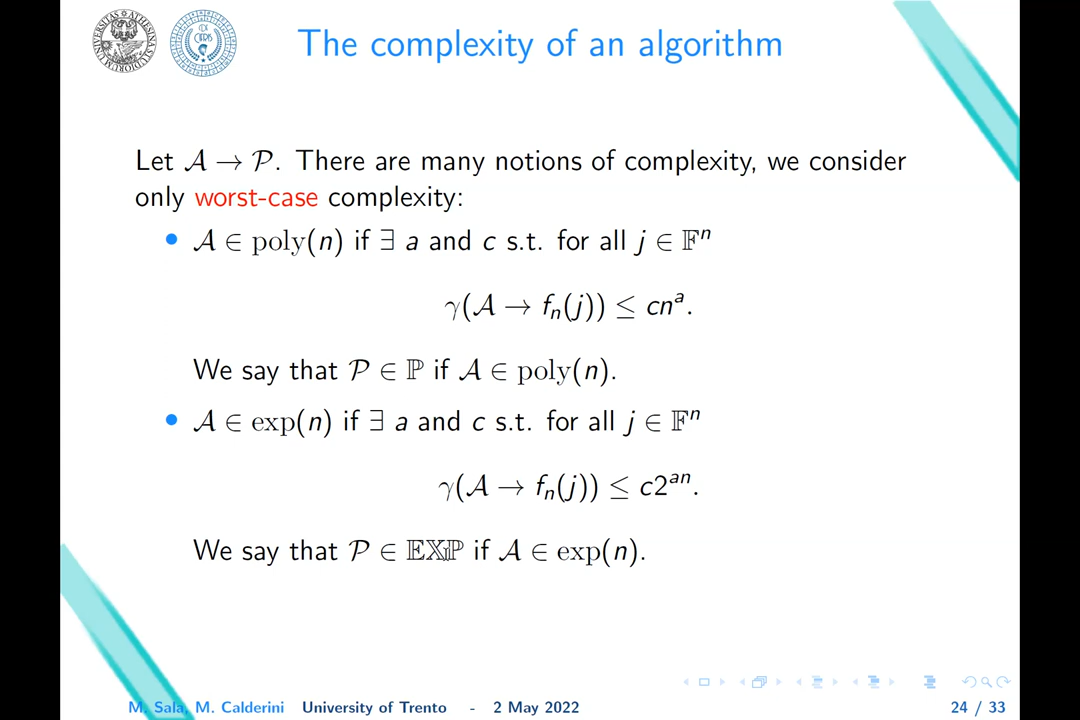 The complexity of an algorithm
Let 𝒜 → 𝒫. There are many notions of complexity, we consider
only worst-case complexity:
• 𝒜 ∈ poly(n) if ∃ a and c s.t. for all j ∈ 𝔽ⁿ
γ(𝒜 → fₙ(j)) ≤ cnᵃ.
We say that 𝒫 ∈ ℙ if 𝒜 ∈ poly(n).
• 𝒜 ∈ exp(n) if ∃ a and c s.t. for all j ∈ 𝔽ⁿ
γ(𝒜 → fₙ(j)) ≤ c2ᵃⁿ.
We say that 𝒫 ∈ 𝔼𝕏ℙ if 𝒜 ∈ exp(n).
M. Sala, M. Calderini University of Trento - 2 May 2022 24 / 33